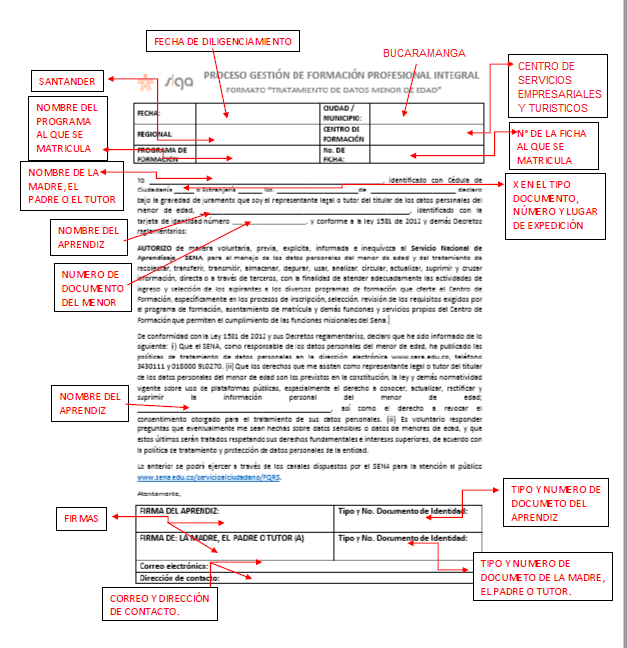 FECHA DE DILIGENCIAMIENTO
BUCARAMANGA
SANTANDER
CENTRO DE
SERVICIOS
EMPRESARIALES
Y TURISTICOS
NOMBRE DEL
PROGRAMA
AL QUE SE
MATRICULA
N° DE LA FICHA
AL QUE SE
MATRICULA
NOMBRE DE LA
MADRE, EL
PADRE O EL TUTOR
X EN EL TIPO
DOCUMENTO,
NÚMERO Y LUGAR
DE EXPEDICIÓN
NOMBRE DEL
APRENDIZ
NUMERO DE
DOCUMENTO
DEL MENOR
NOMBRE DEL
APRENDIZ
FIRMAS
TIPO Y NUMERO DE
DOCUMETO DEL
APRENDIZ
TIPO Y NUMERO DE
DOCUMETO DE LA MADRE,
EL PADRE O TUTOR.
CORREO Y DIRECCIÓN
DE CONTACTO.
siga
PROCESO GESTIÓN DE FORMACIÓN PROFESIONAL INTEGRAL
FORMATO "TRATAMIENTO DE DATOS MENOR DE EDAD"
FECHA:
CIUDAD /
MUNICIPIO:
REGIONAL:
CENTRO DE
FORMACIÓN
PROGRAMA DE
FORMACIÓN
No. DE
FICHA:
Yo , identificado con Cédula de
Ciudadanía o Extranjería No. de declaro
bajo la gravedad de juramento que soy el representante legal o tutor del titular de los datos personales del
menor de edad, , identificado con la
tarjeta de identidad número , y conforme a la ley 1581 de 2012 y demás Decretos
reglamentarios:
AUTORIZO de manera voluntaria, previa, explícita, informada e inequívoca al Servicio Nacional de
Aprendizaje - SENA, para el manejo de los datos personales del menor de edad y del tratamiento de
recolectar, transferir, transmitir, almacenar, depurar, usar, analizar, circular, actualizar, suprimir y cruzar
información, directa o a través de terceros, con la finalidad de atender adecuadamente las actividades de
ingreso y selección de los aspirantes a los diversos programas de formación que oferte el Centro de
Formación, específicamente en los procesos de inscripción, selección, revisión de los requisitos exigidos por
el programa de formación, asentamiento de matrícula y demás funciones y servicios propios del Centro de
Formación que permiten el cumplimiento de las funciones misionales del Sena.
De conformidad con la Ley 1581 de 2012 y sus Decretos regamentarios, declaro que he sido informado de lo
siguiente: i) Que el SENA, como responsable de los datos personales del menor de edad, ha publicado las
políticas de tratamiento de datos personales en la dirección electrónica www.sena.edu.co, teléfono
3430111 y 018000 910270. (ii) Que los derechos que me assten como representante legal o tutor del titular
de los datos personales del menor de edad son los previstos en la constitución, la ley y demás normatividad
vigente sobre uso de plataformas públicas, especialmente el derecho a conocer, actualizar, rectificar y
suprimir la información personal del menor de edad;
, así como el derecho a revocar el
consentimiento otorgado para el tratamiento de sus datos personales. (iii) Es voluntario responder
preguntas que eventualmente me sean hechas sobre datos sensibles o datos de menores de edad, y que
estos últimos serán tratados respetando sus derechos fundamentales e intereses superiores, de acuerdo con
la política de tratamiento y protección de datos personales de la entidad.
Lo anterior se podrá ejercer a través de los canales dispuestos por el SENA para la atención al público
www.sena.edu.co/servicioalciudadano/PQRS.
Atentamente,
FIRMA DEL APRENDIZ:
Tipo y No. Documento de Identidad:
FIRMA DE: LA MADRE, EL PADRE O TUTOR (A)
Tipo y No. Documento de Identidad:
Correo electrónico:
Dirección de contacto: